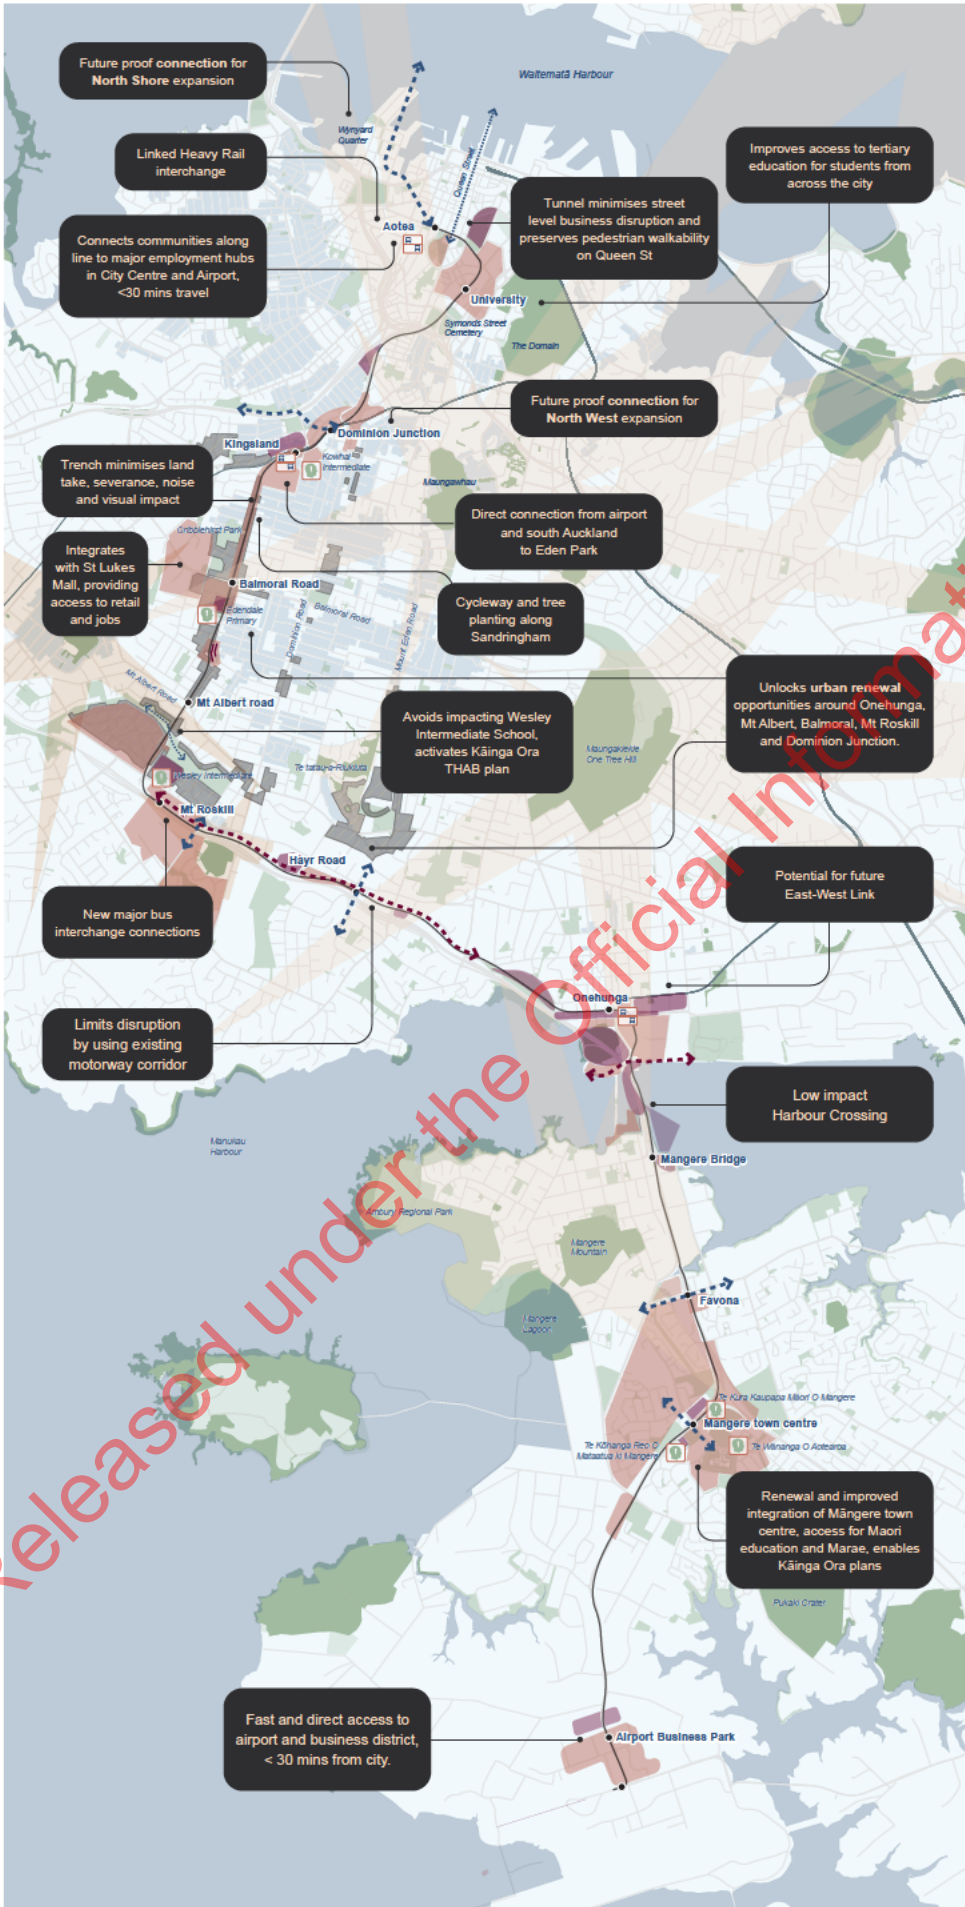 Future proof connection for
North Shore expansion
Waitematā Harbour
Wynyard
Quarter
Queen Street
Linked Heavy Rail
interchange
Improves access to tertiary
education for students from
across the city
Tunnel minimises street
level business disruption and
preserves pedestrian walkability
on Queen St
Aotea
Connects communities along
line to major employment hubs
in City Centre and Airport,
<30 mins travel
University
Symonds Street
Cemetery
The Domain
Future proof connection for
North West expansion
Dominion Junction
Kingsland
Kowhai
Intermediate
Trench minimises land
take, severance, noise
and visual impact
Maungawhau
Direct connection from airport
and south Auckland
to Eden Park
Gribblehirst Park
Integrates
with St Lukes
Mall, providing
access to retail
and jobs
Balmoral Road
Edendale
Primary
Dominion Road
Balmoral Road
Mount Eden Road
Cycleway and tree
planting along
Sandringham
Mt Albert Road
Mt Albert road
Unlocks urban renewal
opportunities around Onehunga,
Mt Albert, Balmoral, Mt Roskill
and Dominion Junction.
Avoids impacting Wesley
Intermediate School,
activates Kāinga Ora
THAB plan
Maungakiekie
One Tree Hill
Wesley Intermediate
Te tatau-a-Riukiuta
Mt Roskill
Hayr Road
Potential for future
East-West Link
New major bus
interchange connections
Onehunga
Limits disruption
by using existing
motorway corridor
Low impact
Harbour Crossing
Manukau
Harbour
Mangere Bridge
Ambury Regional Park
Mangere
Mountain
Favona
Mangere
Lagoon
Te Kura Kaupapa Māori O Mangere
Mangere town centre
Te Kōhanga Reo O
Mataatua ki Mangere
Te Wānanga O Aotearoa
Renewal and improved
integration of Māngere town
centre, access for Maori
education and Marae, enables
Kāinga Ora plans
Pukaki Crater
Fast and direct access to
airport and business district,
< 30 mins from city.
Airport Business Park
Released under the Official Informati